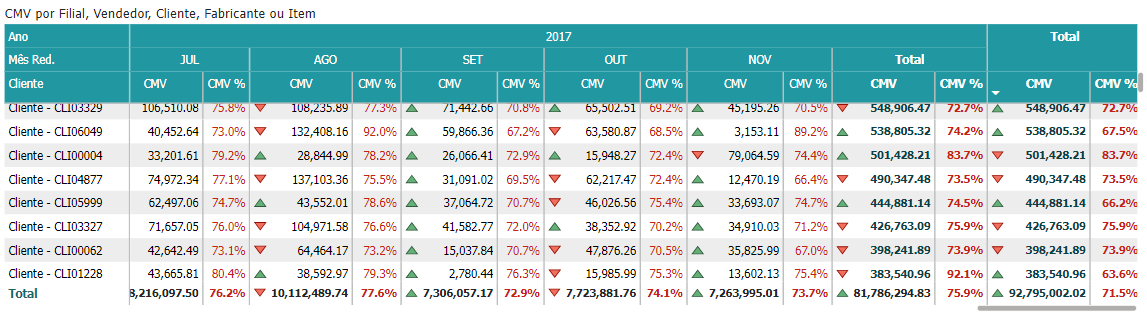 CMV por Filial, Vendedor, Cliente, Fabricante ou Item
Ano 2017 Total
Mês Red. JUL AGO SET OUT NOV Total
Cliente CMV CMV % CMV CMV % CMV CMV % CMV CMV % CMV CMV % CMV CMV % CMV CMV %
Cliente - CLI03329 106,510.08 75.8% 108,235.89 77.3% 71,442.66 70.8% 65,502.51 69.2% 45,195.26 70.5% 548,906.47 72.7% 548,906.47 72.7%
Cliente - CLI06049 40,452.64 73.0% 132,408.16 92.0% 59,866.36 67.2% 63,580.87 68.5% 3,153.11 89.2% 538,805.32 74.2% 538,805.32 67.5%
Cliente - CLI00004 33,201.61 79.2% 28,844.99 78.2% 26,066.41 72.9% 15,948.27 72.4% 79,064.59 74.4% 501,428.21 83.7% 501,428.21 83.7%
Cliente - CLI04877 74,972.34 77.1% 137,103.36 75.5% 31,091.02 69.5% 62,217.47 72.4% 12,470.19 66.4% 490,347.48 73.5% 490,347.48 73.5%
Cliente - CLI05999 62,497.06 74.7% 43,552.01 78.6% 37,064.72 70.7% 46,026.56 75.4% 33,693.07 74.7% 444,881.14 74.5% 444,881.14 66.2%
Cliente - CLI03327 71,657.05 76.0% 104,971.58 76.6% 41,582.77 72.0% 38,352.92 70.2% 34,910.03 71.2% 426,763.09 75.9% 426,763.09 75.9%
Cliente - CLI00062 42,642.49 73.1% 64,464.17 73.2% 15,037.84 70.7% 47,876.26 70.5% 35,825.99 67.0% 398,241.89 73.9% 398,241.89 73.9%
Cliente - CLI01228 43,665.81 80.4% 38,592.97 79.3% 2,780.44 76.3% 15,985.99 75.3% 13,602.13 75.4% 383,540.96 92.1% 383,540.96 63.6%
Total 8,216,097.50 76.2% 10,112,489.74 77.6% 7,306,057.17 72.9% 7,723,881.76 74.1% 7,263,995.01 73.7% 81,786,294.83 75.9% 92,795,002.02 71.5%